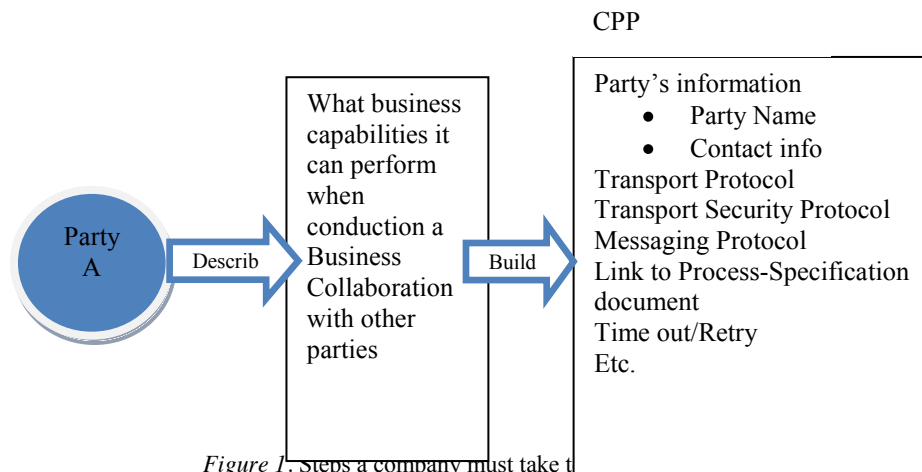 CPP
Party
A
Describ
What business
capabilities it
can perform
when
conduction a
Business
Collaboration
with other
parties
Build
Party’s information
• Party Name
• Contact info
Transport Protocol
Transport Security Protocol
Messaging Protocol
Link to Process-Specification
document
Time out/Retry
Etc.
Figure 1. Steps a company must take t